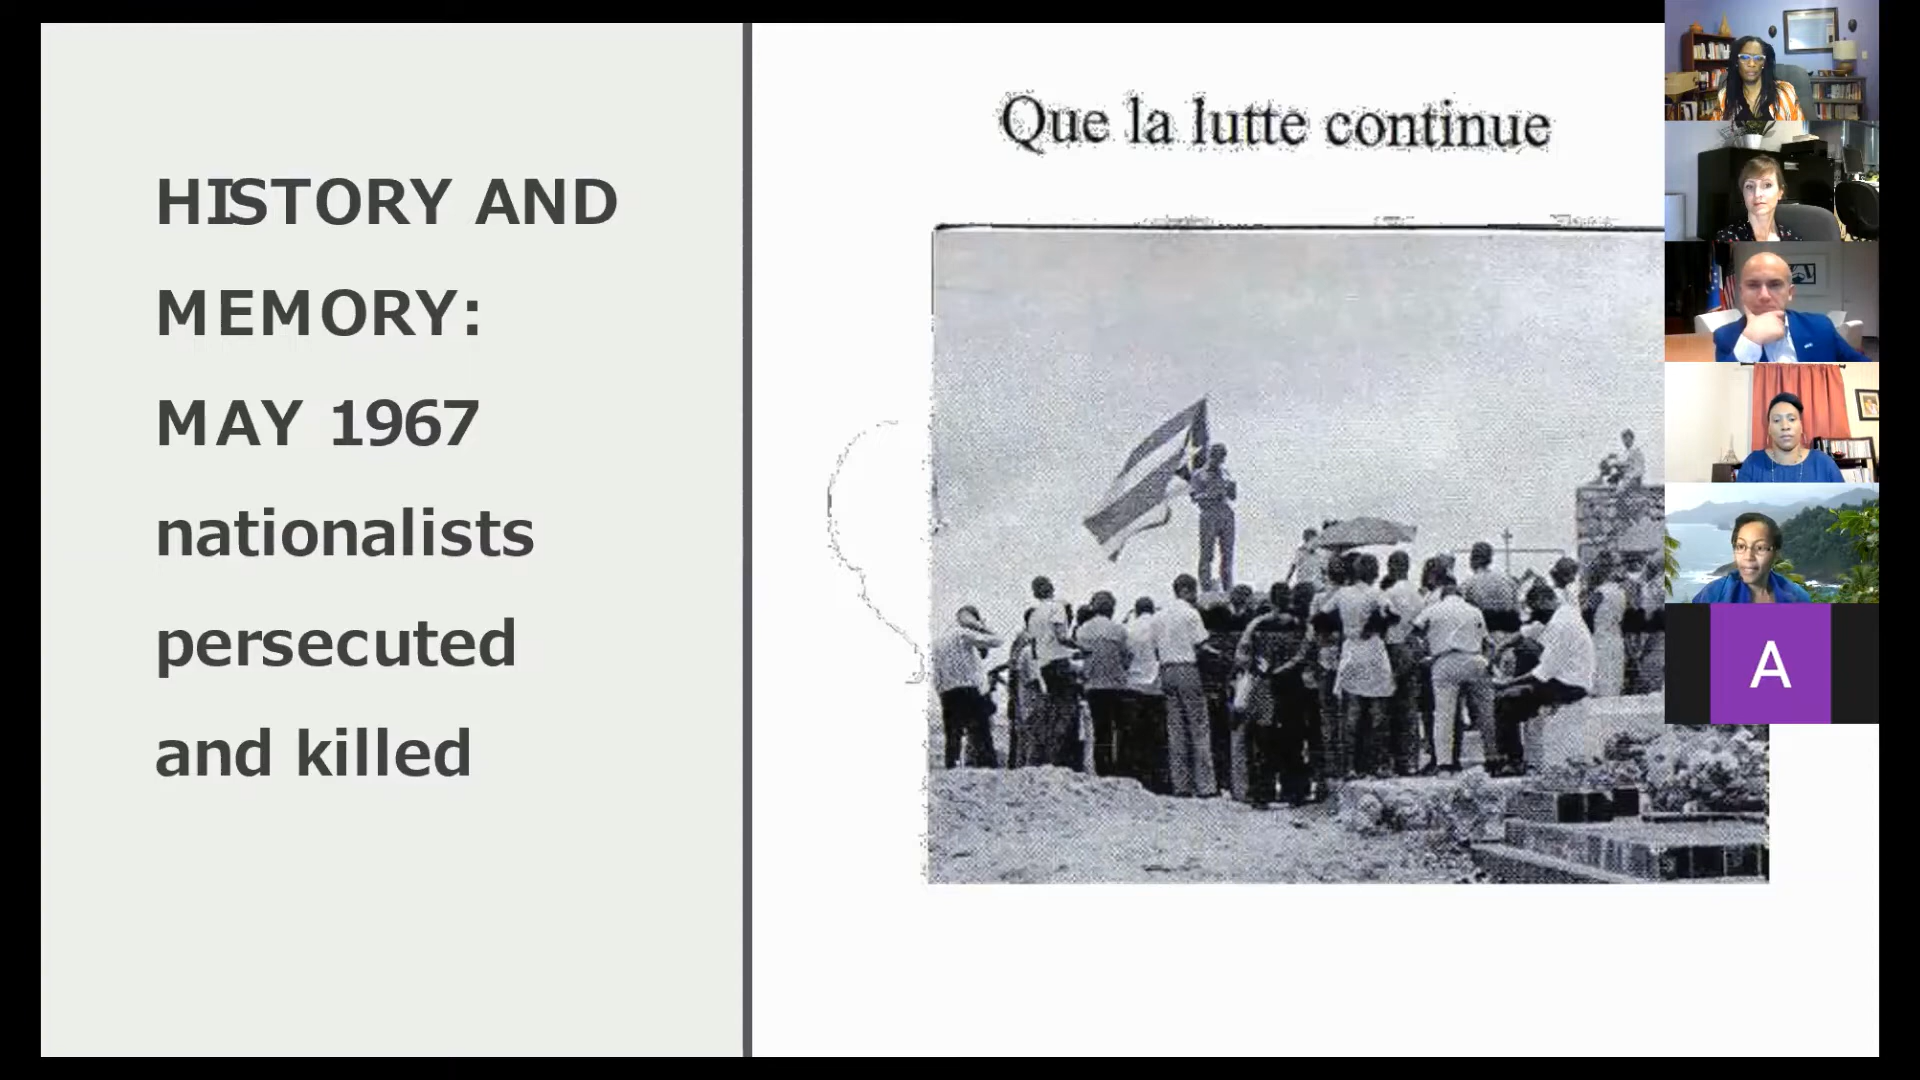 HISTORY AND
MEMORY:
MAY 1967
nationalists
persecuted
and killed
Que la lutte continue
A